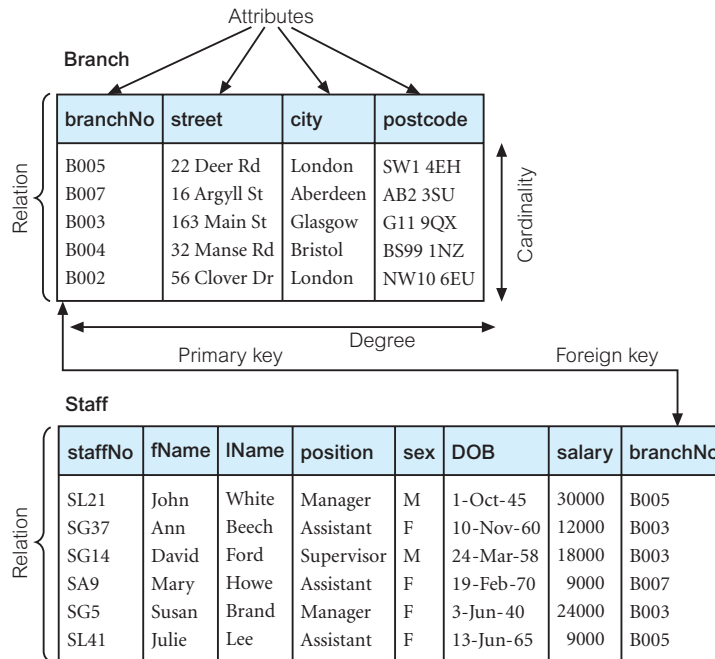 Attributes
Branch
branchNo street city postcode
B005 22 Deer Rd London SW1 4EH
B007 16 Argyll St Aberdeen AB2 3SU
B003 163 Main St Glasgow G11 9QX
B004 32 Manse Rd Bristol BS99 1NZ
B002 56 Clover Dr London NW10 6EU
Relation
Cardinality
Degree
Primary key Foreign key
Staff
staffNo fName lName position sex DOB salary branchNo
SL21 John White Manager M 1-Oct-45 30000 B005
SG37 Ann Beech Assistant F 10-Nov-60 12000 B003
SG14 David Ford Supervisor M 24-Mar-58 18000 B003
SA9 Mary Howe Assistant F 19-Feb-70 9000 B007
SG5 Susan Brand Manager F 3-Jun-40 24000 B003
SL41 Julie Lee Assistant F 13-Jun-65 9000 B005
Relation